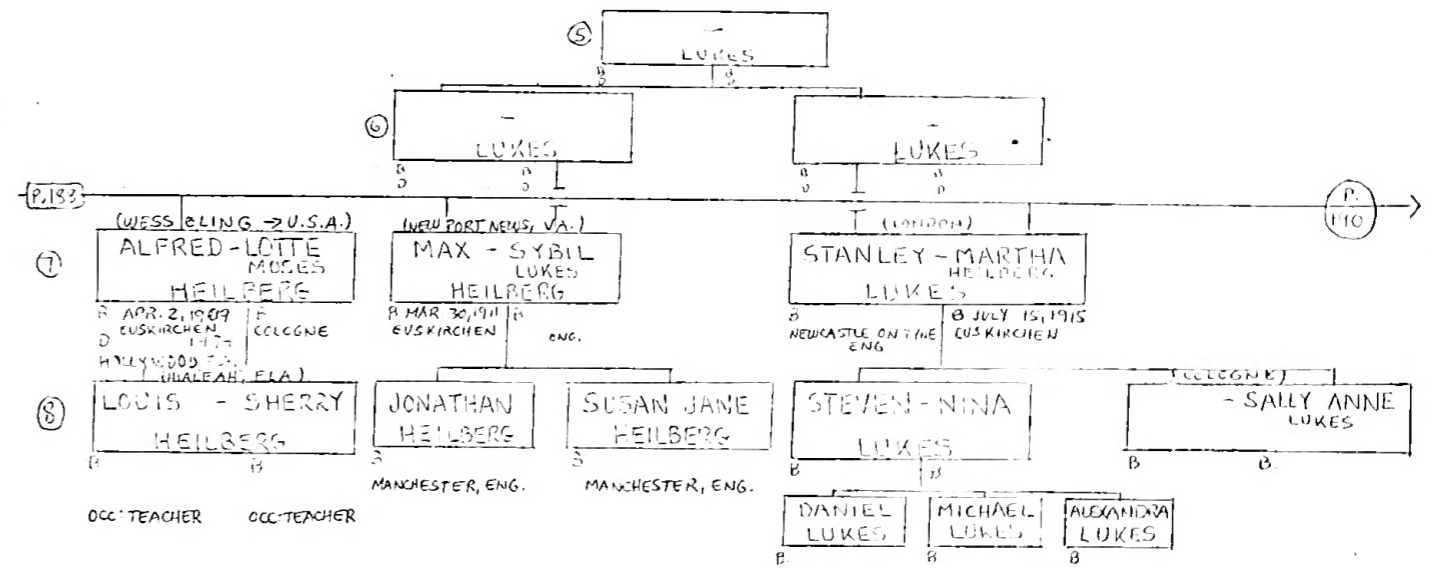 ⑤
-
LUKES
B
D
B
D
⑥
-
LUKES
-
LUKES
B
D
B
D
B
D
B
D
P.183
P.
(WESSELING → U.S.A.)
(NEWPORT NEWS, VA.)
(LONDON)
⑦
ALFRED - LOTTE
MOSES
HEILBERG
MAX - SYBIL
LUKES
HEILBERG
STANLEY - MARTHA
HEILBERG
LUKES
B APR. 2, 1909
EUSKIRCHEN
D
HOLLYWOOD FLA.
B
COLOGNE
B MAR 30, 1911
EUSKIRCHEN
B
ENG.
B
NEWCASTLE ON TYNE
ENG
B JULY 15, 1915
EUSKIRCHEN
(HIALEAH, FLA)
(COLOGNE)
⑧
LOUIS - SHERRY
HEILBERG
JONATHAN
HEILBERG
SUSAN JANE
HEILBERG
STEVEN - NINA
LUKES
- SALLY ANNE
LUKES
B
B
B
MANCHESTER, ENG.
B
MANCHESTER, ENG.
B
B
B
B.
OCC: TEACHER
OCC: TEACHER
DANIEL
LUKES
MICHAEL
LUKES
ALEXANDRA
LUKES
B.
B
B